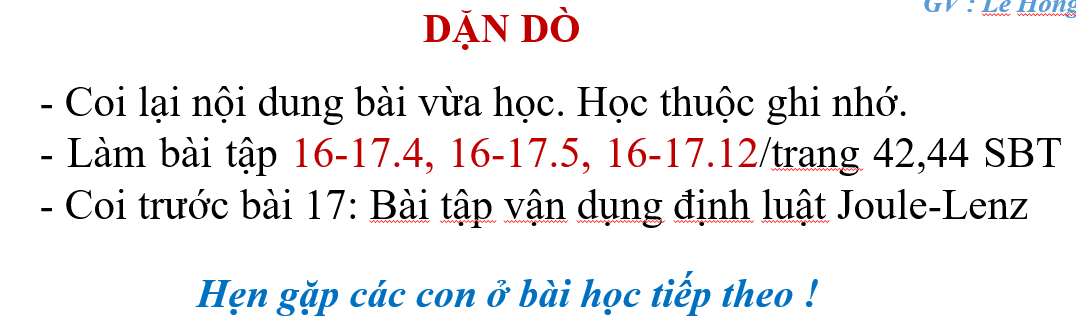 GV : Lê Hồng
DẶN DÒ
- Coi lại nội dung bài vừa học. Học thuộc ghi nhớ.
- Làm bài tập 16-17.4, 16-17.5, 16-17.12/trang 42,44 SBT
- Coi trước bài 17: Bài tập vận dụng định luật Joule-Lenz
Hẹn gặp các con ở bài học tiếp theo !